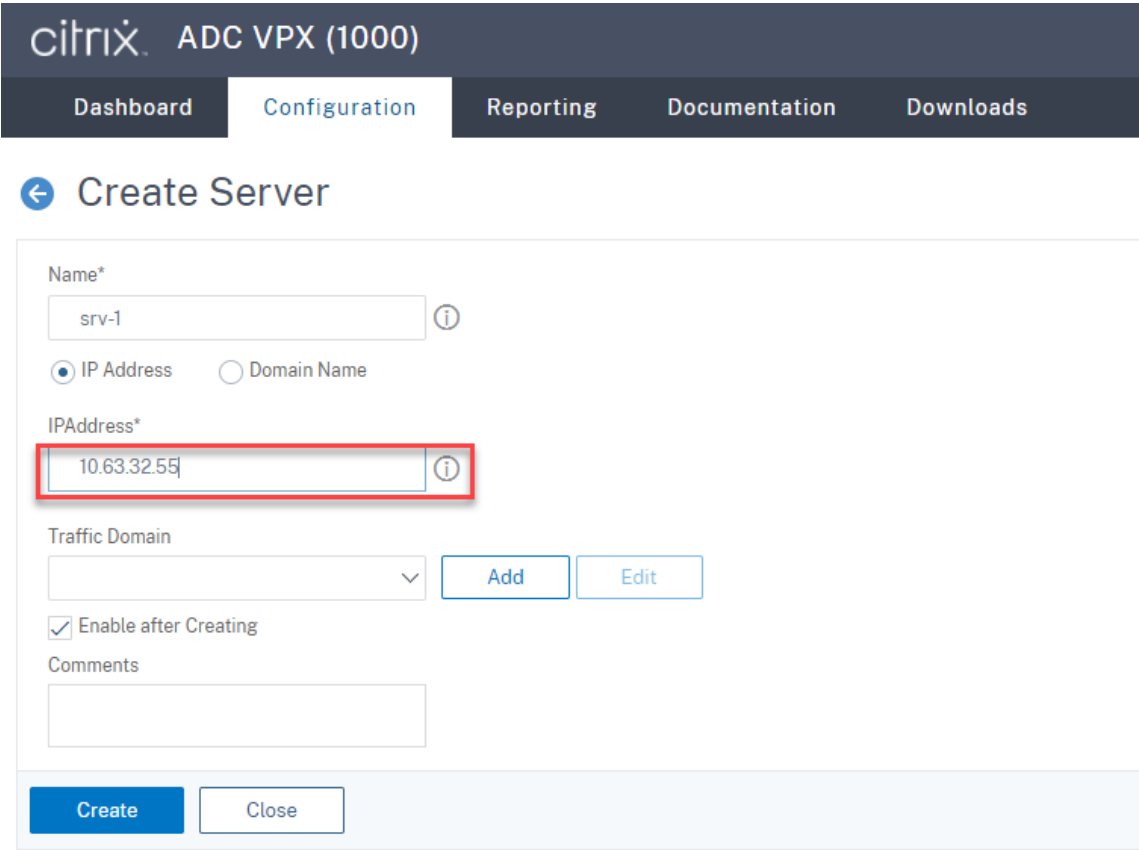 citrix. ADC VPX (1000)
Dashboard Configuration Reporting Documentation Downloads
Create Server
Name*
srv-1
IP Address Domain Name
IPAddress*
10.63.32.55
Traffic Domain
Add Edit
Enable after Creating
Comments
Create Close